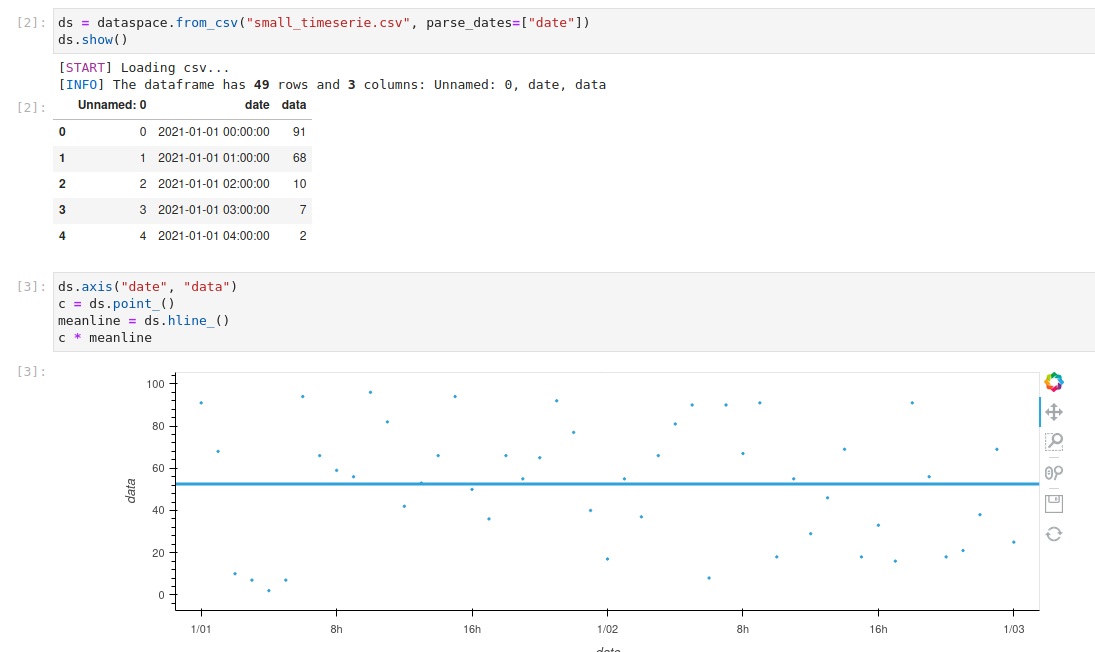 [2]: ds = dataspace.from_csv("small_timeserie.csv", parse_dates=["date"])
ds.show()
[START] Loading csv...
[INFO] The dataframe has 49 rows and 3 columns: Unnamed: 0, date, data
[2]: Unnamed: 0 date data
0 0 2021-01-01 00:00:00 91
1 1 2021-01-01 01:00:00 68
2 2 2021-01-01 02:00:00 10
3 3 2021-01-01 03:00:00 7
4 4 2021-01-01 04:00:00 2
[3]: ds.axis("date", "data")
c = ds.point_()
meanline = ds.hline_()
c * meanline
[3]:
100
80
60
40
20
0
data
1/01 8h 16h 1/02 8h 16h 1/03
date